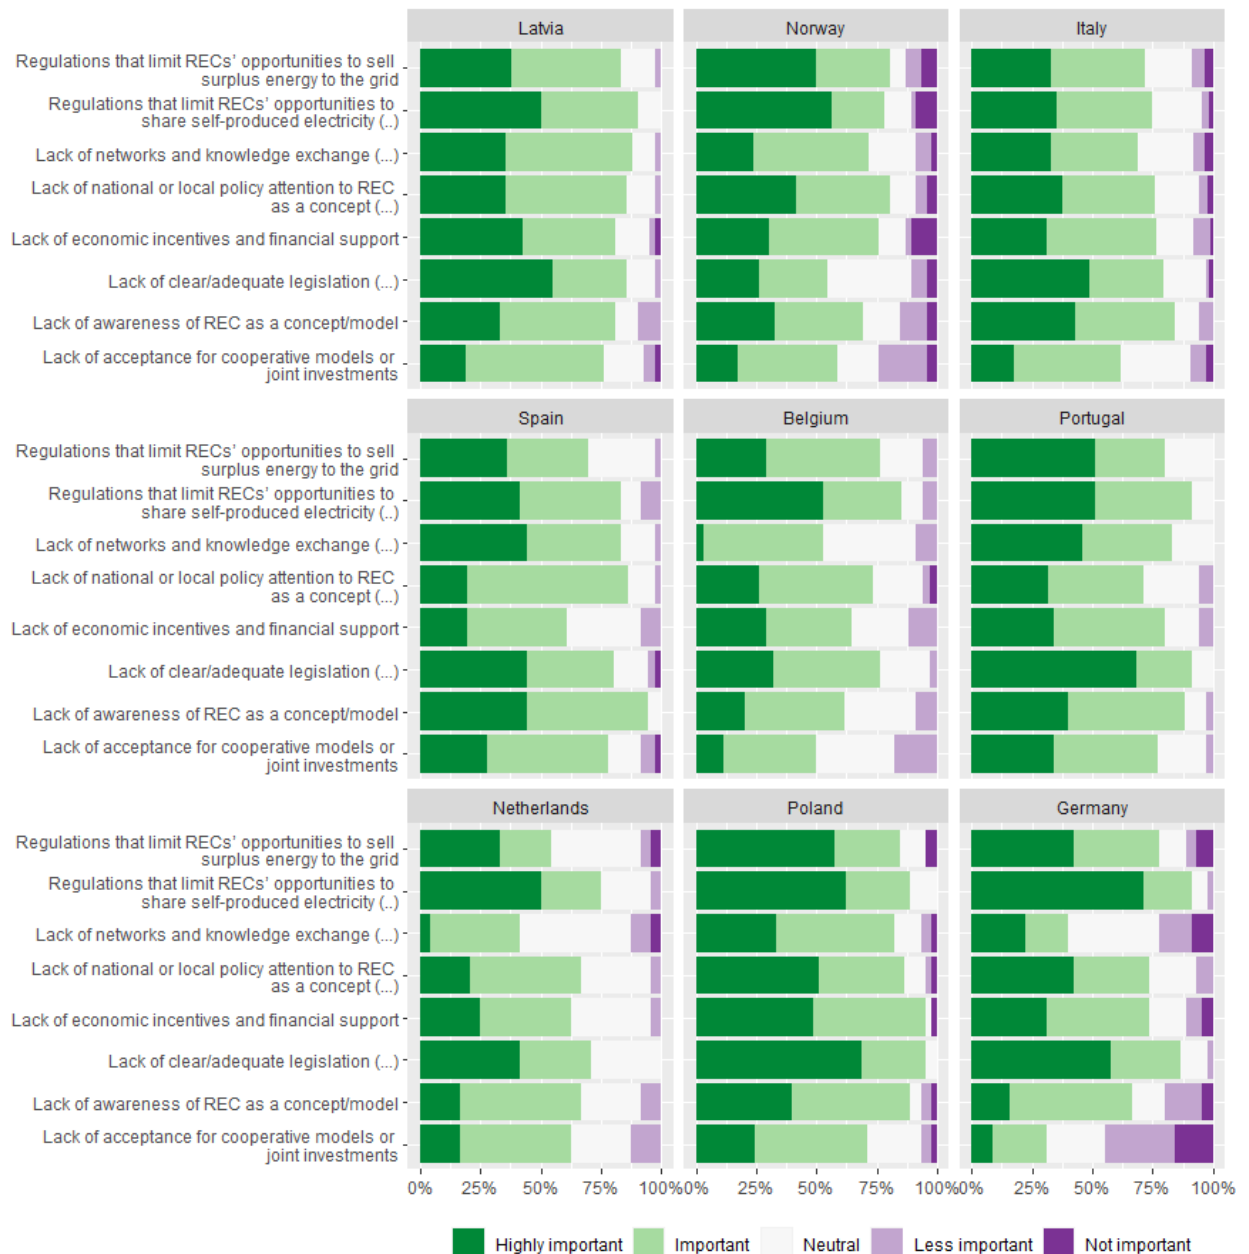 Latvia Norway Italy
Regulations that limit RECs' opportunities to sell
surplus energy to the grid
Regulations that limit RECs' opportunities to
share self-produced electricity (..)
Lack of networks and knowledge exchange (...)
Lack of national or local policy attention to REC
as a concept (...)
Lack of economic incentives and financial support
Lack of clear/adequate legislation (...)
Lack of awareness of REC as a concept/model
Lack of acceptance for cooperative models or
joint investments
Spain Belgium Portugal
Regulations that limit RECs' opportunities to sell
surplus energy to the grid
Regulations that limit RECs' opportunities to
share self-produced electricity (..)
Lack of networks and knowledge exchange (...)
Lack of national or local policy attention to REC
as a concept (...)
Lack of economic incentives and financial support
Lack of clear/adequate legislation (...)
Lack of awareness of REC as a concept/model
Lack of acceptance for cooperative models or
joint investments
Netherlands Poland Germany
Regulations that limit RECs' opportunities to sell
surplus energy to the grid
Regulations that limit RECs' opportunities to
share self-produced electricity (..)
Lack of networks and knowledge exchange (...)
Lack of national or local policy attention to REC
as a concept (...)
Lack of economic incentives and financial support
Lack of clear/adequate legislation (...)
Lack of awareness of REC as a concept/model
Lack of acceptance for cooperative models or
joint investments
0% 25% 50% 75% 100% 0% 25% 50% 75% 100% 0% 25% 50% 75% 100%
Highly important Important Neutral Less important Not important